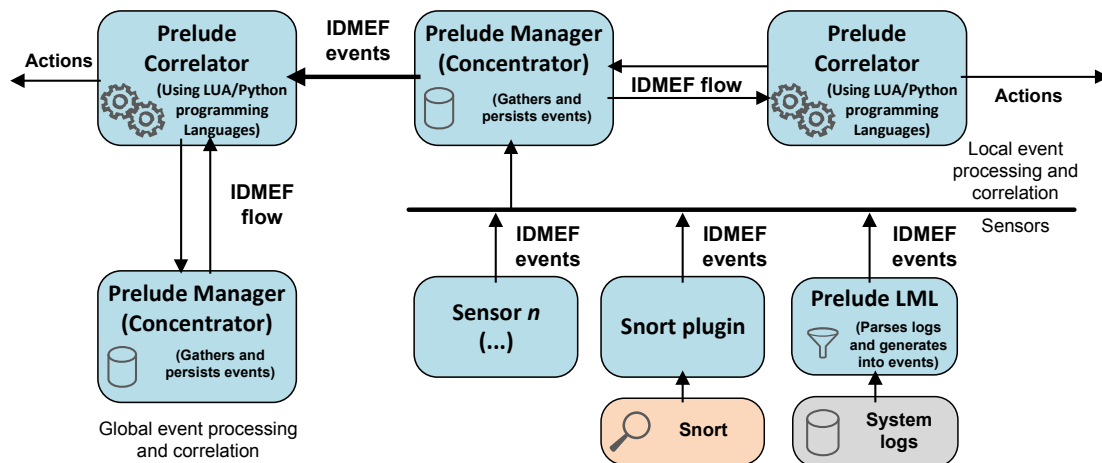 Actions
Prelude
Correlator
(Using LUA/Python
programming
Languages)
IDMEF
events
Prelude Manager
(Concentrator)
(Gathers and
persists events)
IDMEF flow
Prelude
Correlator
(Using LUA/Python
programming
Languages)
Actions
Local event
processing and
correlation
Sensors
IDMEF
flow
Prelude Manager
(Concentrator)
(Gathers and
persists events)
Global event processing
and correlation
IDMEF
events
Sensor n
(...)
IDMEF
events
Snort plugin
Snort
IDMEF
events
Prelude LML
(Parses logs
and generates
into events)
System
logs